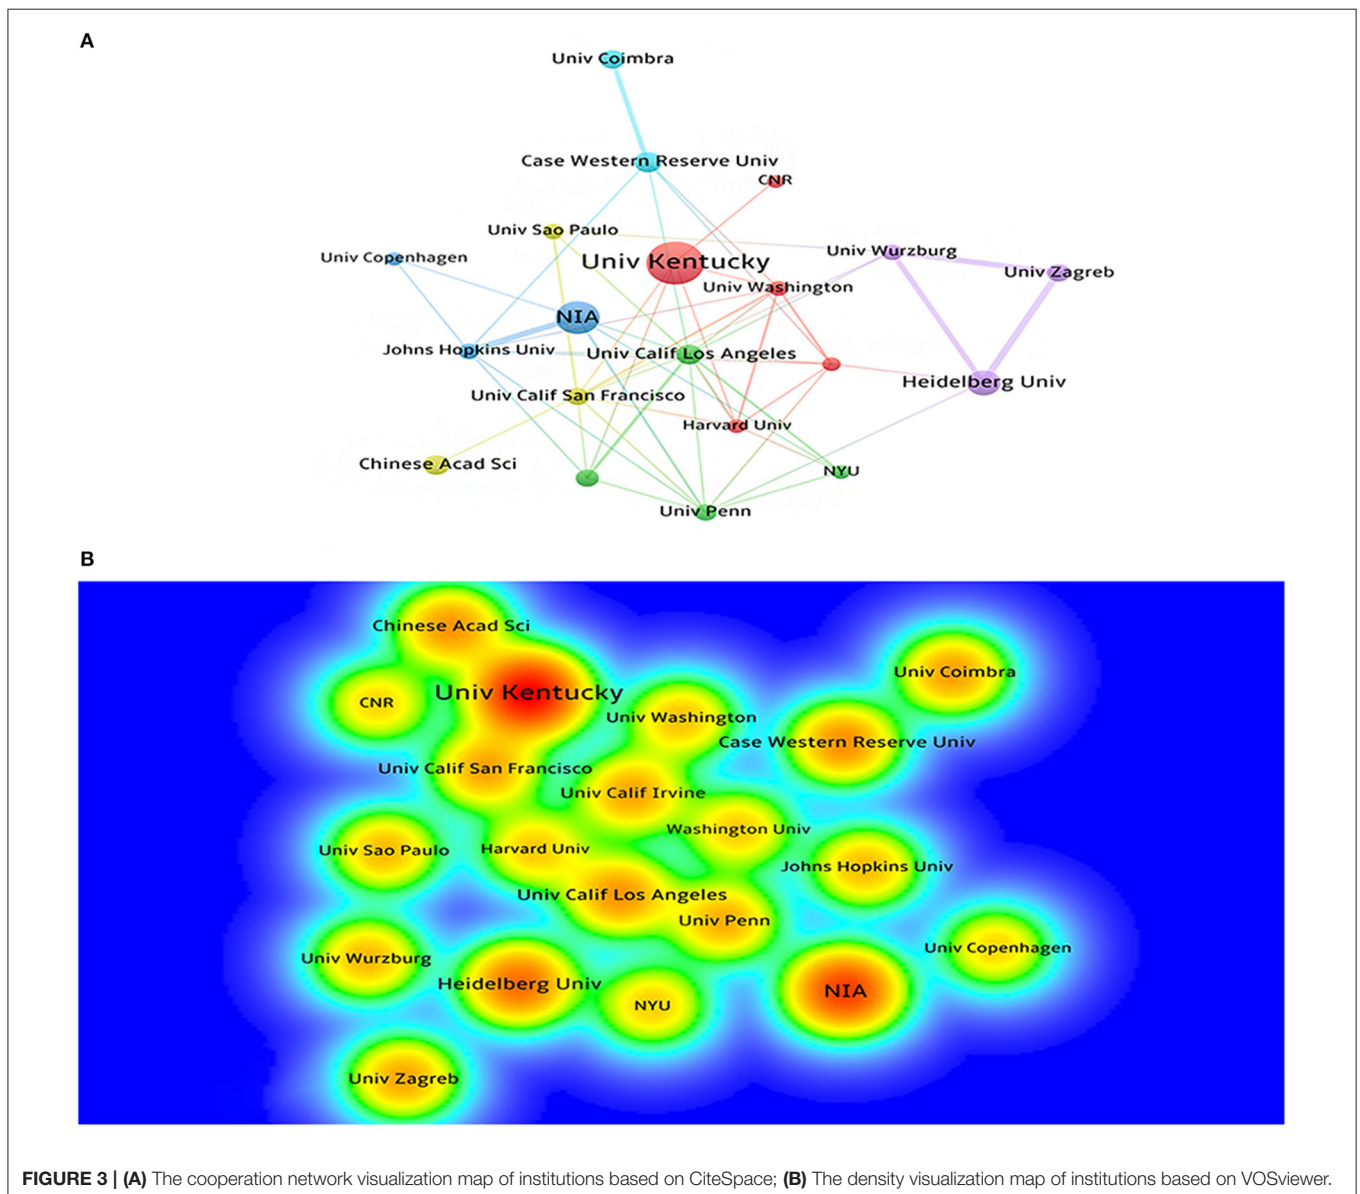 A
Univ Coimbra
Case Western Reserve Univ
CNR
Univ Sao Paulo
Univ Copenhagen
Univ Kentucky
Univ Wurzburg
Univ Zagreb
Univ Washington
NIA
Johns Hopkins Univ
Univ Calif Los Angeles
Heidelberg Univ
Univ Calif San Francisco
Harvard Univ
Chinese Acad Sci
NYU
Univ Penn
B
Chinese Acad Sci
Univ Coimbra
Univ Kentucky
CNR
Univ Washington
Case Western Reserve Univ
Univ Calif San Francisco
Univ Calif Irvine
Washington Univ
Univ Sao Paulo
Harvard Univ
Johns Hopkins Univ
Univ Calif Los Angeles
Univ Penn
Univ Copenhagen
Univ Wurzburg
Heidelberg Univ
NIA
NYU
Univ Zagreb
FIGURE 3 | (A) The cooperation network visualization map of institutions based on CiteSpace; (B) The density visualization map of institutions based on VOSviewer.